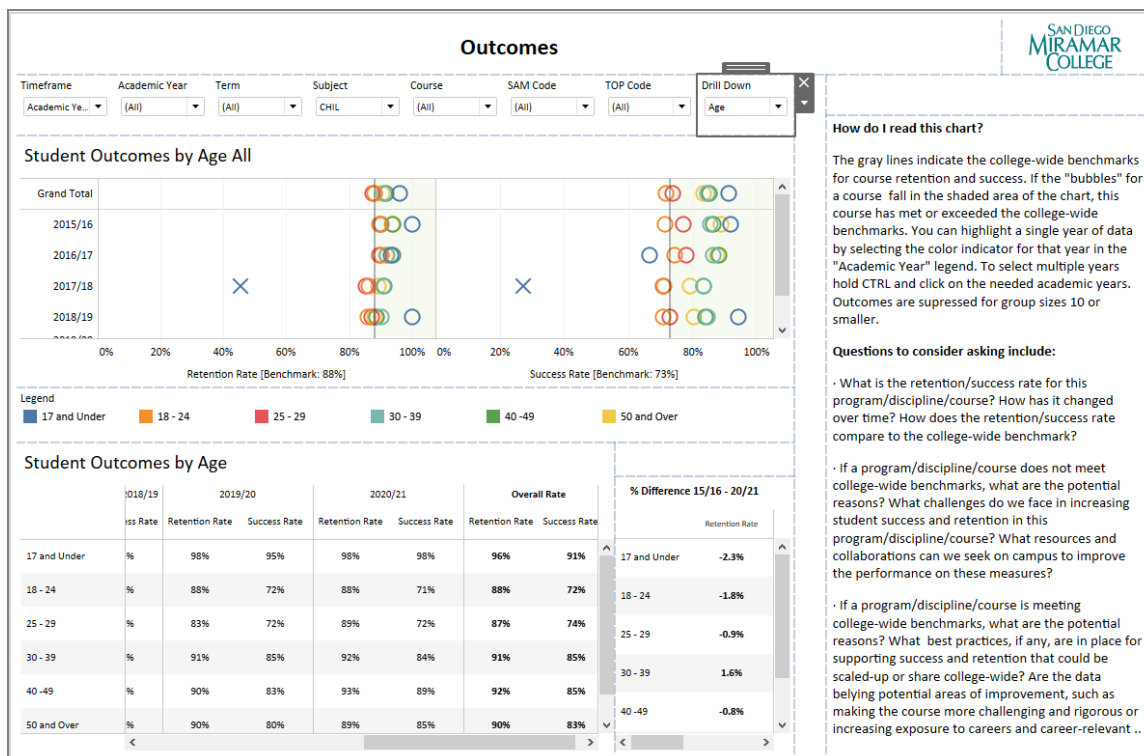 Outcomes
SAN DIEGO
MIRAMAR
COLLEGE
Timeframe Academic Year Term Subject Course SAM Code TOP Code Drill Down
Academic Ye... (All) (All) CHIL (All) (All) (All) Age
Student Outcomes by Age All
Grand Total
2015/16
2016/17
2017/18
2018/19
0% 20% 40% 60% 80% 100% 0% 20% 40% 60% 80% 100%
Retention Rate [Benchmark: 88%] Success Rate [Benchmark: 73%]
Legend
17 and Under 18 - 24 25 - 29 30 - 39 40 -49 50 and Over
Student Outcomes by Age
2018/19 2019/20 2020/21 Overall Rate
ss Rate Retention Rate Success Rate Retention Rate Success Rate Retention Rate Success Rate
17 and Under % 98% 95% 98% 98% 96% 91%
18 - 24 % 88% 72% 88% 71% 88% 72%
25 - 29 % 83% 72% 89% 72% 87% 74%
30 - 39 % 91% 85% 92% 84% 91% 85%
40 -49 % 90% 83% 93% 89% 92% 85%
50 and Over % 90% 80% 89% 85% 90% 83%
% Difference 15/16 - 20/21
Retention Rate
17 and Under -2.3%
18 - 24 -1.8%
25 - 29 -0.9%
30 - 39 1.6%
40 -49 -0.8%
How do I read this chart?
The gray lines indicate the college-wide benchmarks
for course retention and success. If the "bubbles" for
a course fall in the shaded area of the chart, this
course has met or exceeded the college-wide
benchmarks. You can highlight a single year of data
by selecting the color indicator for that year in the
"Academic Year" legend. To select multiple years
hold CTRL and click on the needed academic years.
Outcomes are supressed for group sizes 10 or
smaller.
Questions to consider asking include:
· What is the retention/success rate for this
program/discipline/course? How has it changed
over time? How does the retention/success rate
compare to the college-wide benchmark?
· If a program/discipline/course does not meet
college-wide benchmarks, what are the potential
reasons? What challenges do we face in increasing
student success and retention in this
program/discipline/course? What resources and
collaborations can we seek on campus to improve
the performance on these measures?
· If a program/discipline/course is meeting
college-wide benchmarks, what are the potential
reasons? What best practices, if any, are in place for
supporting success and retention that could be
scaled-up or share college-wide? Are the data
belying potential areas of improvement, such as
making the course more challenging and rigorous or
increasing exposure to careers and career-relevant ..